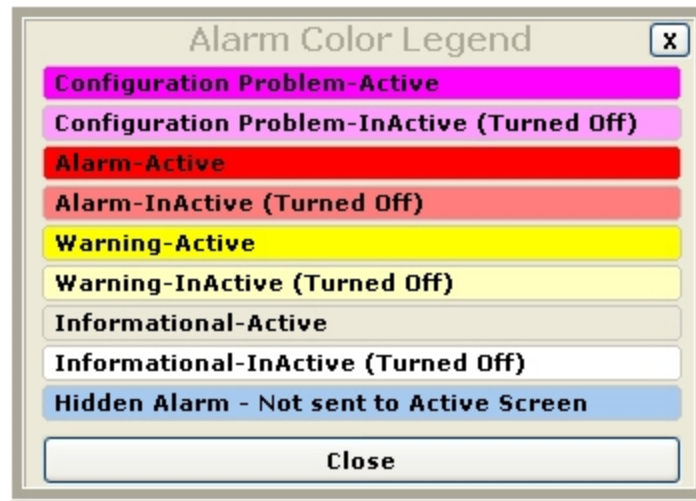 Alarm Color Legend
X
Configuration Problem-Active
Configuration Problem-InActive (Turned Off)
Alarm-Active
Alarm-InActive (Turned Off)
Warning-Active
Warning-InActive (Turned Off)
Informational-Active
Informational-InActive (Turned Off)
Hidden Alarm - Not sent to Active Screen
Close